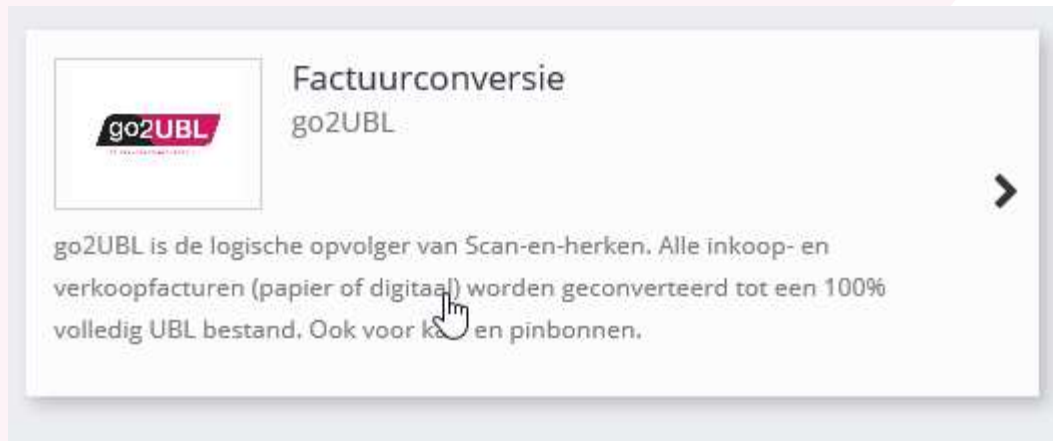 Factuurconversie
go2UBL
go2UBL
go2UBL is de logische opvolger van Scan-en-herken. Alle inkoop- en
verkoopfacturen (papier of digitaal) worden geconverteerd tot een 100%
volledig UBL bestand. Ook voor en pinbonnen.